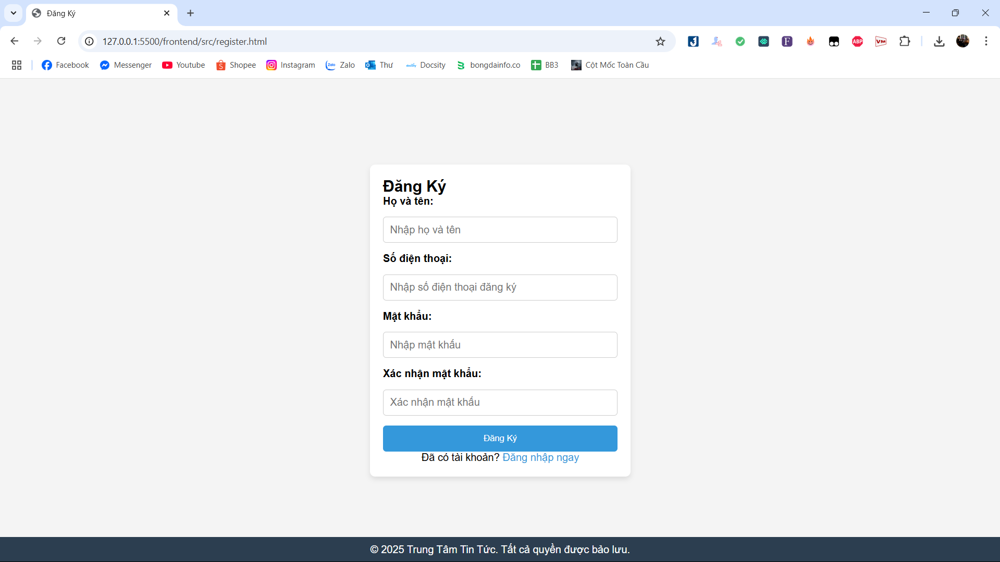 Đăng Ký
127.0.0.1:5500/frontend/src/register.html
F ABP VM
Facebook Messenger Youtube Shopee Instagram Zalo Zalo Thư docsity Docsity bongdainfo.co BB3 Cột Mốc Toàn Cầu
Đăng Ký
Họ và tên:
Nhập họ và tên
Số điện thoại:
Nhập số điện thoại đăng ký
Mật khẩu:
Nhập mật khẩu
Xác nhận mật khẩu:
Xác nhận mật khẩu
Đăng Ký
Đã có tài khoản? Đăng nhập ngay
© 2025 Trung Tâm Tin Tức. Tất cả quyền được bảo lưu.